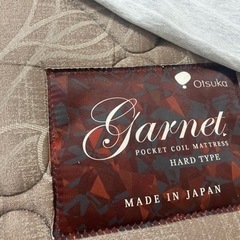 Otsuka
garnet.
POCKET COIL MATTRESS
HARD TYPE
MADE IN JAPAN